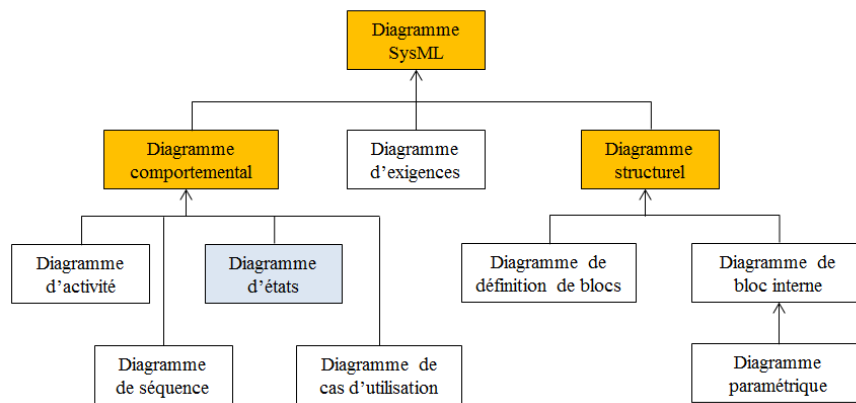 Diagramme
SysML
Diagramme
comportemental
Diagramme
d’exigences
Diagramme
structurel
Diagramme
d’activité
Diagramme
d’états
Diagramme de
définition de blocs
Diagramme de
bloc interne
Diagramme
de séquence
Diagramme de
cas d’utilisation
Diagramme
paramétrique